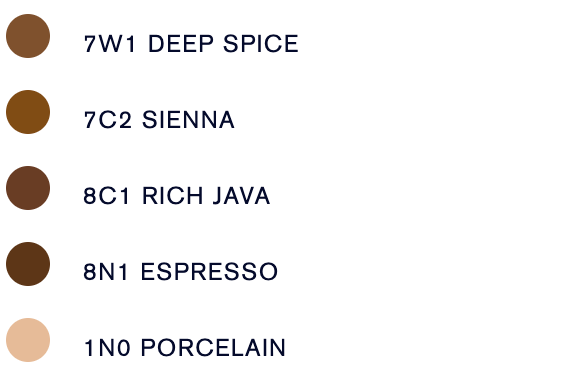 7W1 DEEP SPICE
7C2 SIENNA
8C1 RICH JAVA
8N1 ESPRESSO
1N0 PORCELAIN